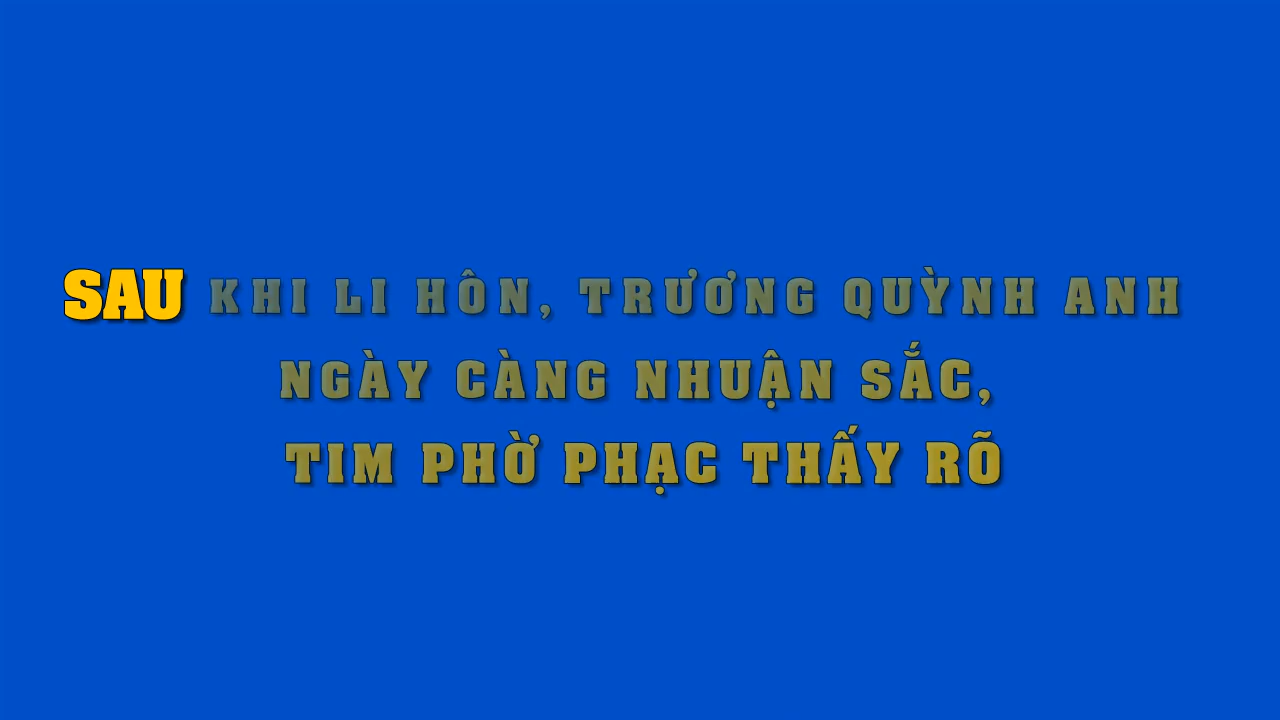 SAU KHI LI HÔN, TRƯƠNG QUỲNH ANH
NGÀY CÀNG NHUẬN SẮC,
TIM PHỜ PHẠC THẤY RÕ